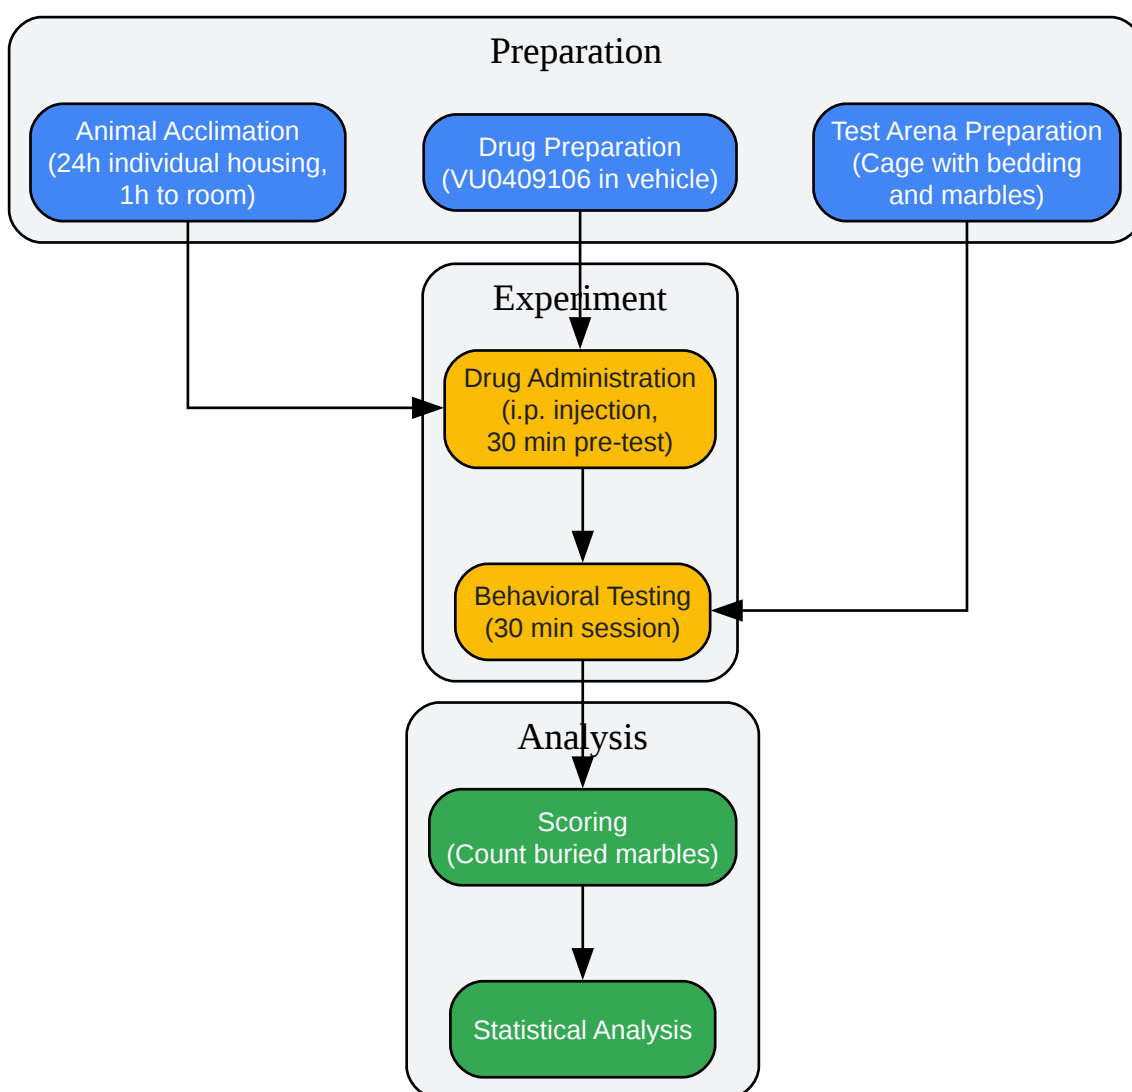 Preparation
Animal Acclimation
(24h individual housing,
1h to room)
Drug Preparation
(VU0409106 in vehicle)
Test Arena Preparation
(Cage with bedding
and marbles)
Experiment
Drug Administration
(i.p. injection,
30 min pre-test)
Behavioral Testing
(30 min session)
Analysis
Scoring
(Count buried marbles)
Statistical Analysis